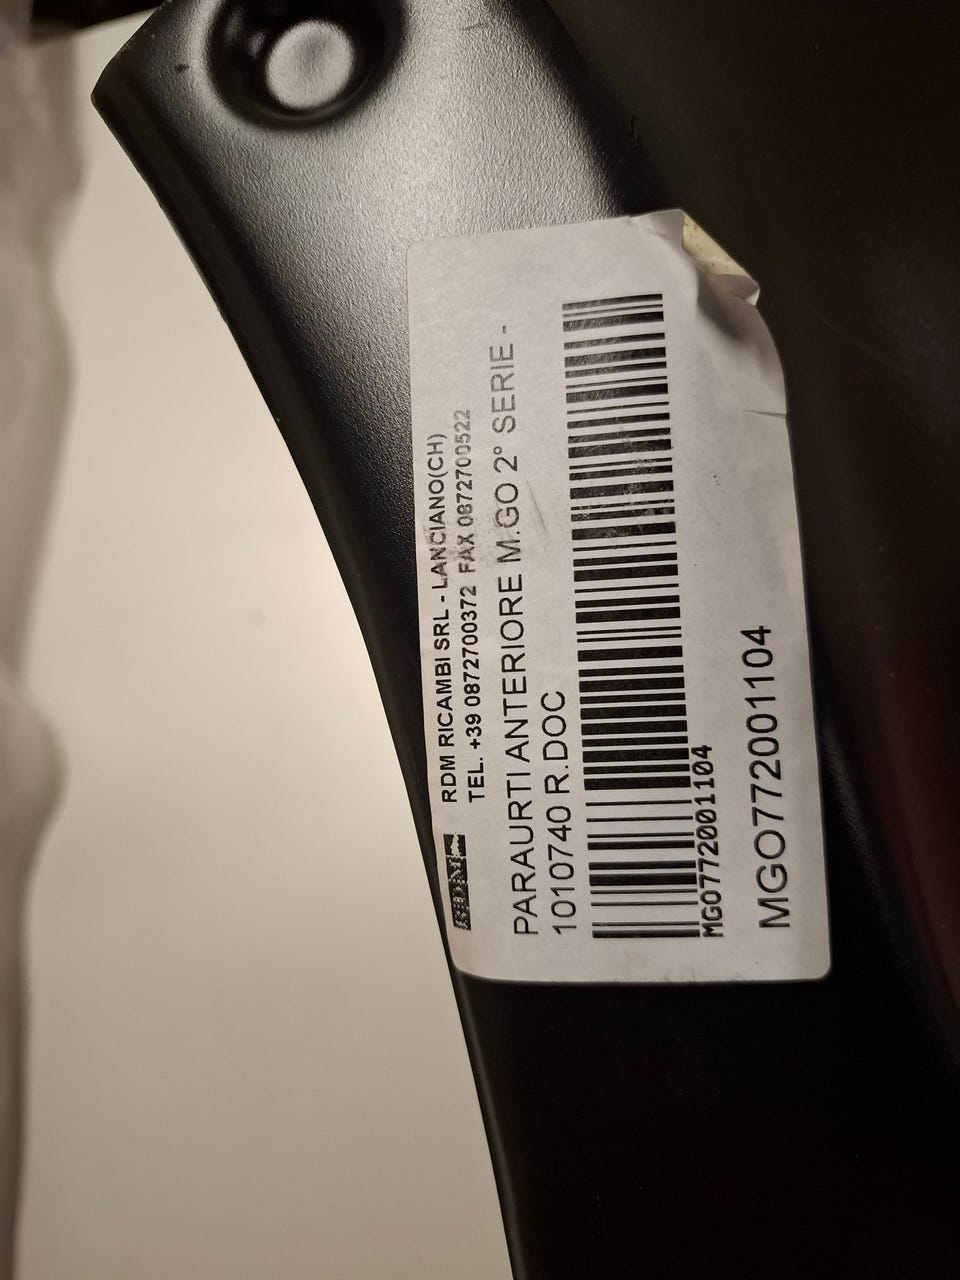 RDM RICAMBI SRL - LANCIANO(CH)
TEL. +39 0872700372 FAX 0872700522
PARAURTI ANTERIORE M.GO 2° SERIE -
1010740 R.DOC
MGO772001104
MGO772001104